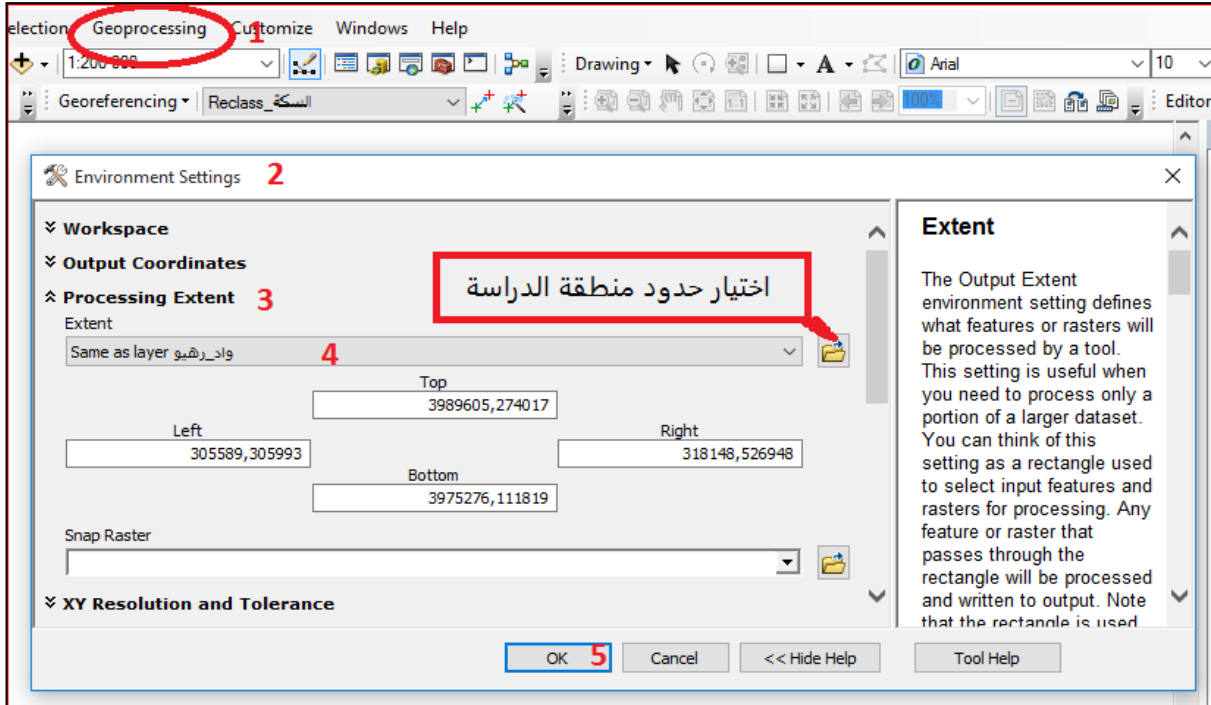 election Geoprocessing Customize Windows Help
1
1:200 000 Drawing A Arial 10
Georeferencing Reclass_السكة 100% Editor
Environment Settings 2
Workspace
Output Coordinates
Processing Extent 3
اختيار حدود منطقة الدراسة
Extent
Same as layer واد_رهيو 4
Top
3989605,274017
Left Right
305589,305993 318148,526948
Bottom
3975276,111819
Snap Raster
XY Resolution and Tolerance
Extent
The Output Extent
environment setting defines
what features or rasters will
be processed by a tool.
This setting is useful when
you need to process only a
portion of a larger dataset.
You can think of this
setting as a rectangle used
to select input features and
rasters for processing. Any
feature or raster that
passes through the
rectangle will be processed
and written to output. Note
that the rectangle is used
OK 5 Cancel << Hide Help Tool Help